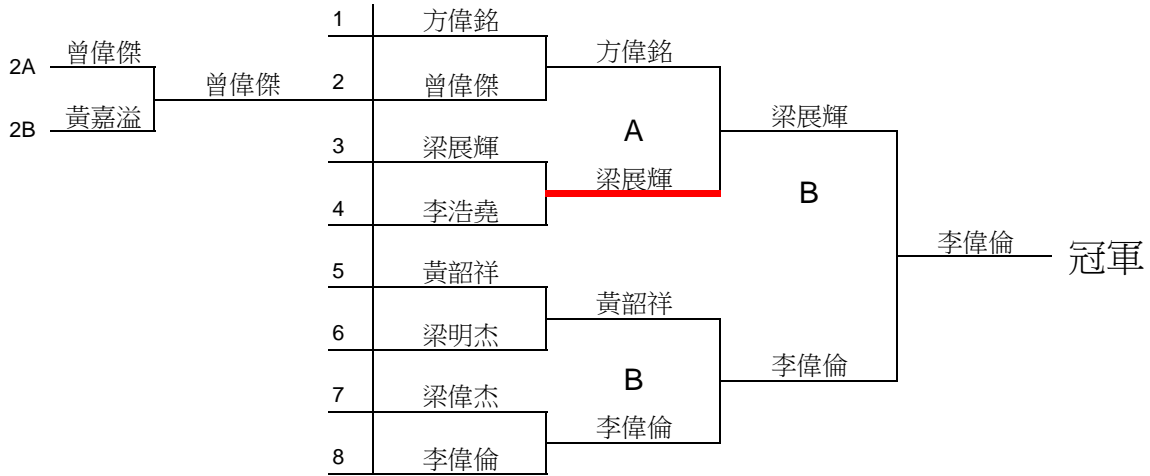 1 方偉銘
2A 曾偉傑 方偉銘
曾偉傑 2 曾偉傑
2B 黃嘉溢 梁展輝
A
3 梁展輝
梁展輝 B
4 李浩堯
李偉倫 冠軍
5 黃韶祥
黃韶祥
6 梁明杰
李偉倫
B
7 梁偉杰
李偉倫
8 李偉倫